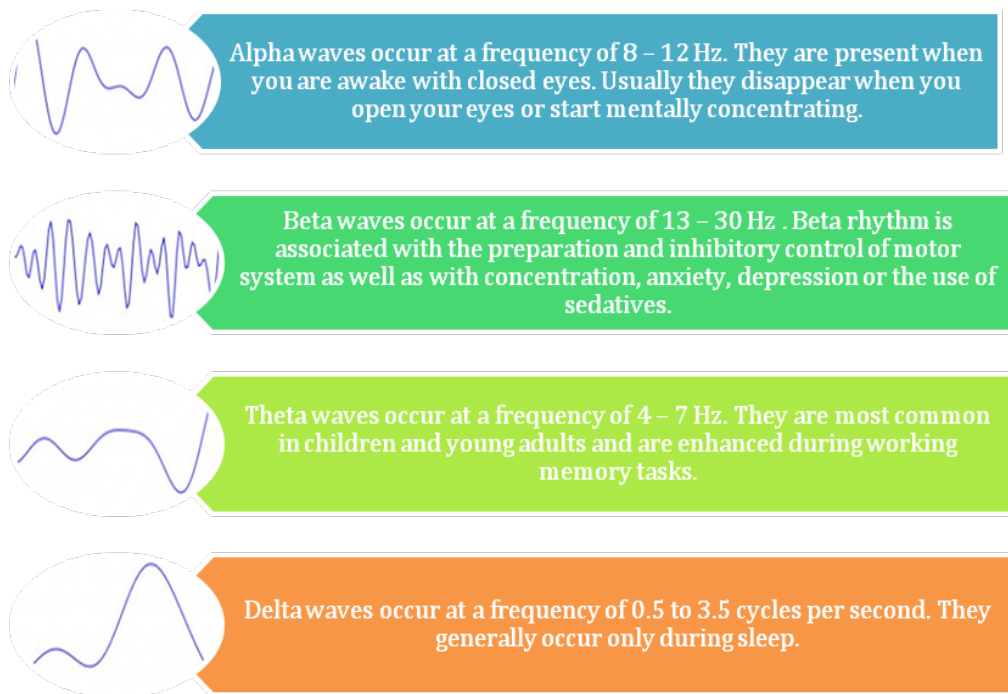 Alpha waves occur at a frequency of 8 – 12 Hz. They are present when
you are awake with closed eyes. Usually they disappear when you
open your eyes or start mentally concentrating.
Beta waves occur at a frequency of 13 – 30 Hz . Beta rhythm is
associated with the preparation and inhibitory control of motor
system as well as with concentration, anxiety, depression or the use of
sedatives.
Theta waves occur at a frequency of 4 – 7 Hz. They are most common
in children and young adults and are enhanced during working
memory tasks.
Delta waves occur at a frequency of 0.5 to 3.5 cycles per second. They
generally occur only during sleep.